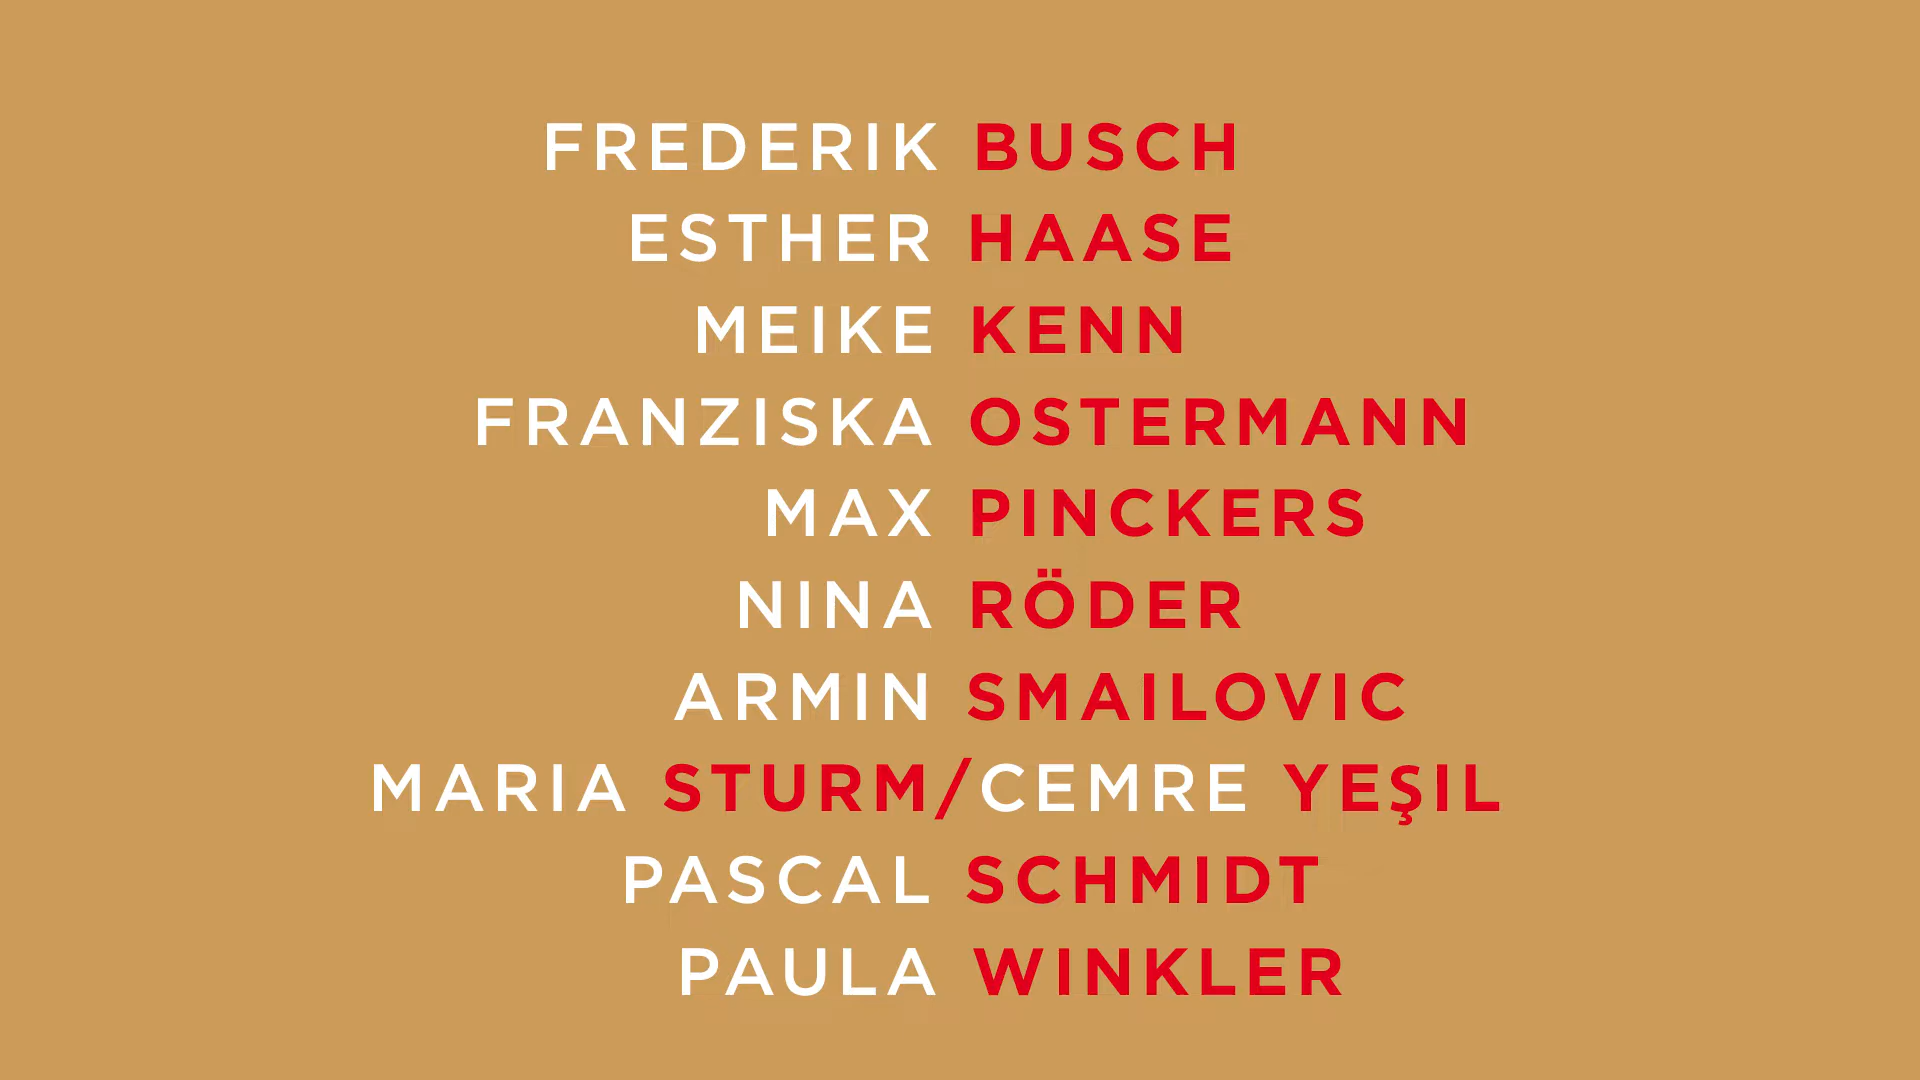 FREDERIK BUSCH
ESTHER HAASE
MEIKE KENN
FRANZISKA OSTERMANN
MAX PINCKERS
NINA RÖDER
ARMIN SMAILOVIC
MARIA STURM/CEMRE YEŞIL
PASCAL SCHMIDT
PAULA WINKLER